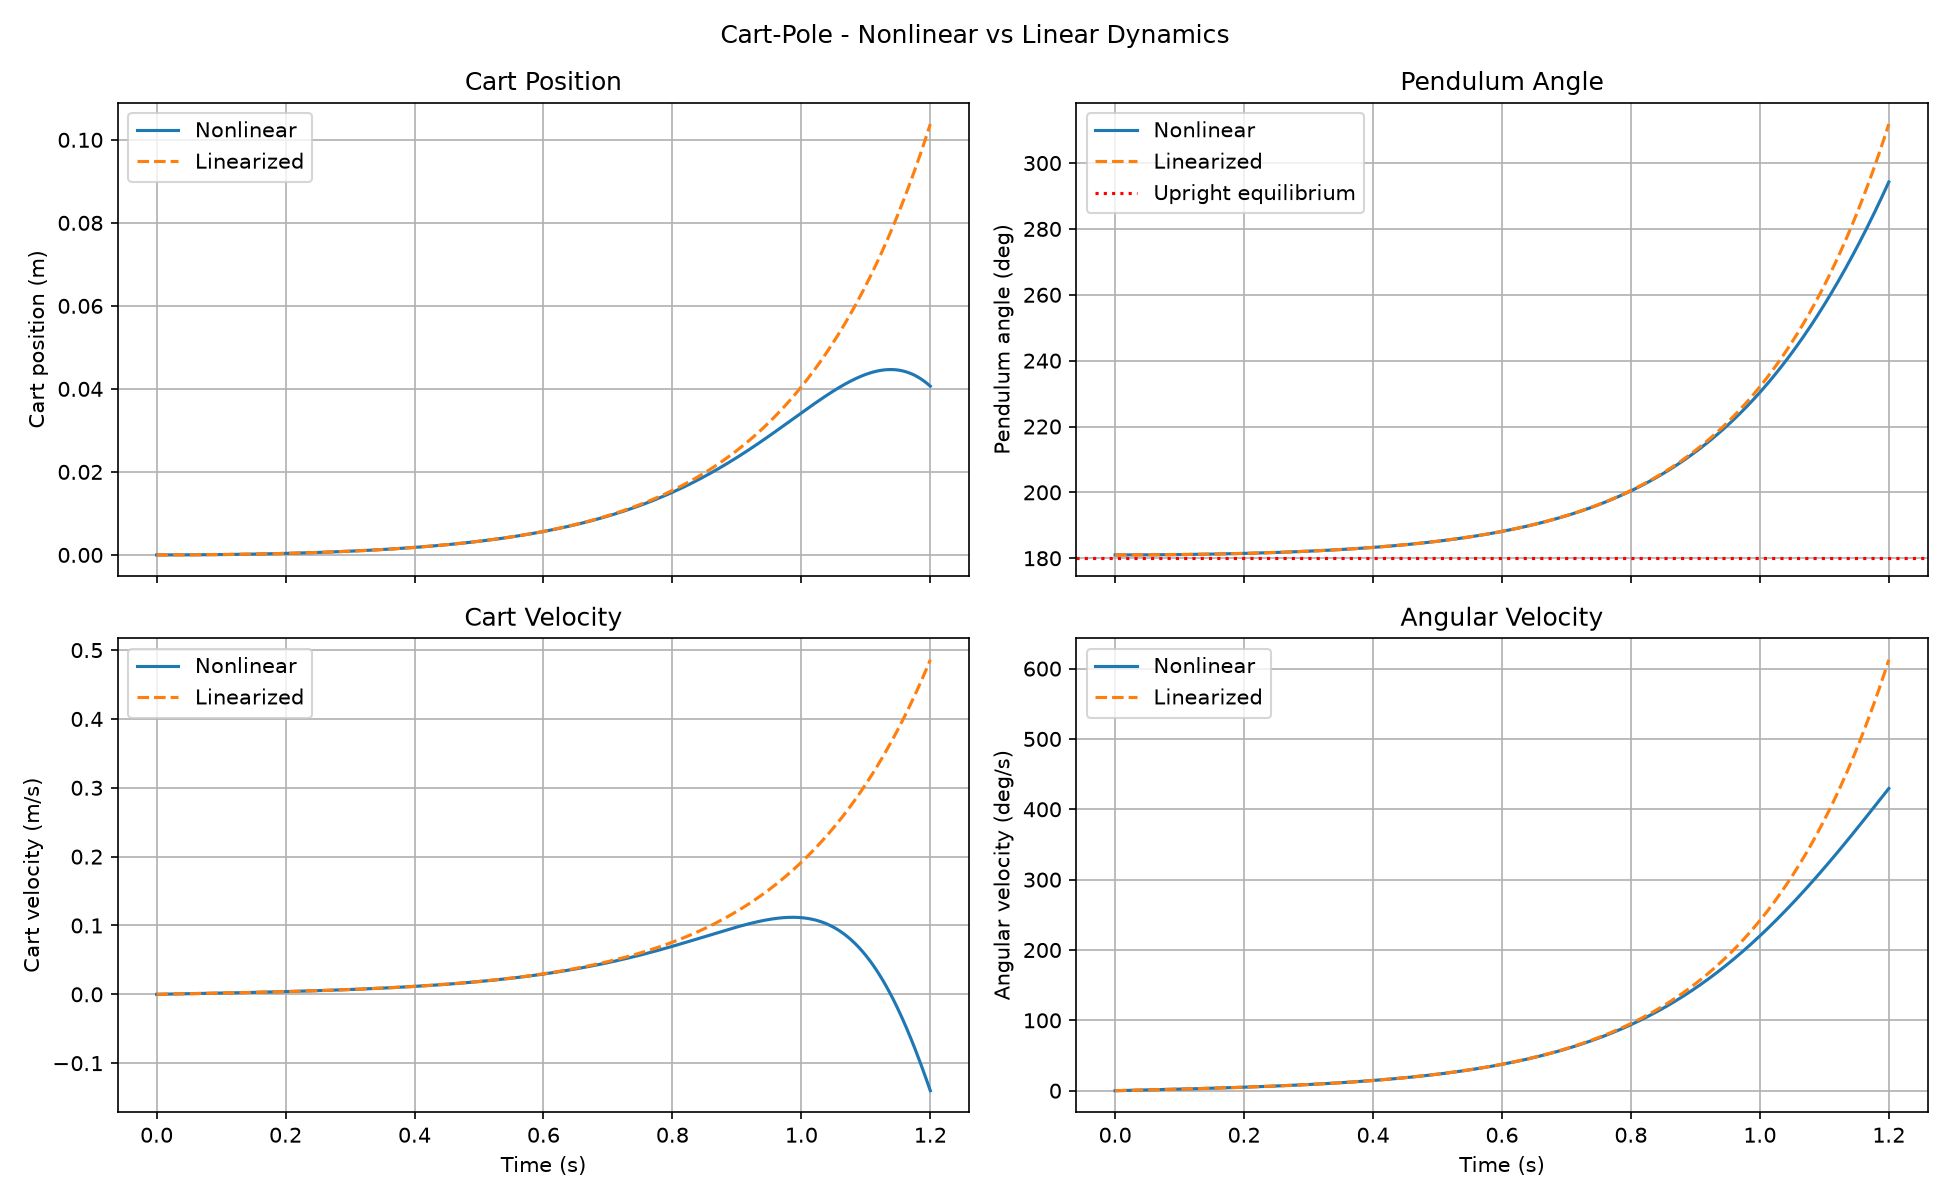 Cart-Pole - Nonlinear vs Linear Dynamics
Cart Position
Nonlinear
Linearized
Cart position (m)
0.10
0.08
0.06
0.04
0.02
0.00
Pendulum Angle
Nonlinear
Linearized
Upright equilibrium
Pendulum angle (deg)
300
280
260
240
220
200
180
Cart Velocity
Nonlinear
Linearized
Cart velocity (m/s)
0.5
0.4
0.3
0.2
0.1
0.0
−0.1
0.0 0.2 0.4 0.6 0.8 1.0 1.2
Time (s)
Angular Velocity
Nonlinear
Linearized
Angular velocity (deg/s)
600
500
400
300
200
100
0
0.0 0.2 0.4 0.6 0.8 1.0 1.2
Time (s)